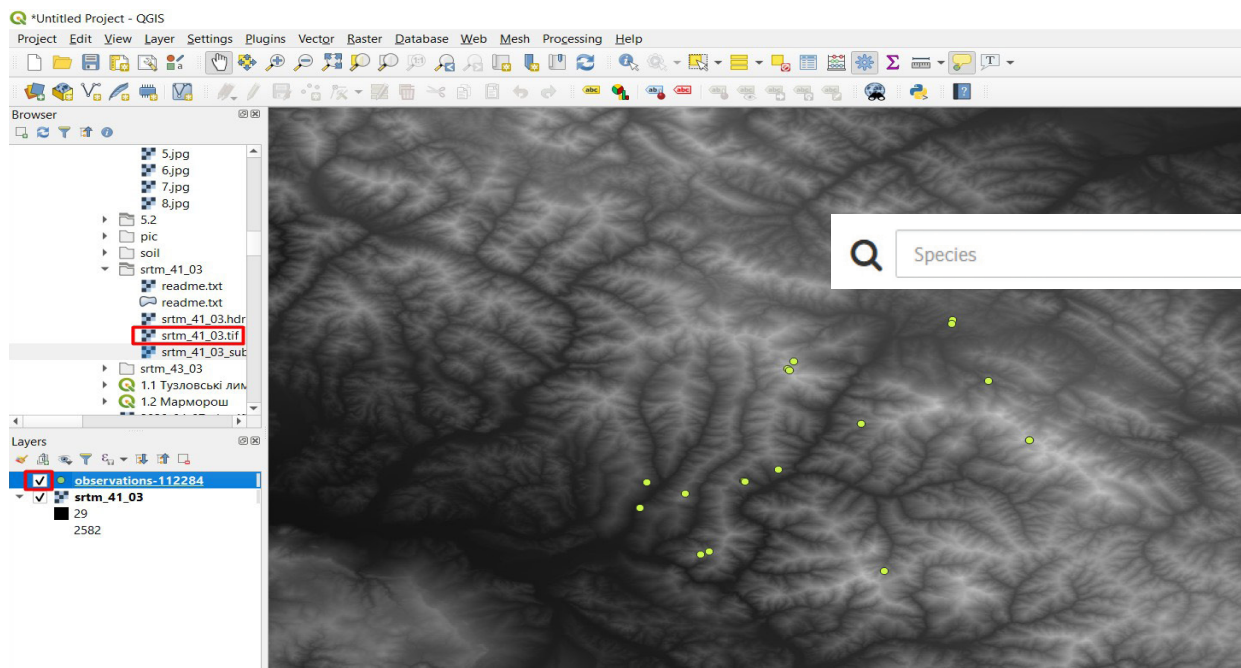 *Untitled Project - QGIS
Project Edit View Layer Settings Plugins Vector Raster Database Web Mesh Processing Help
Browser
5.jpg
6.jpg
7.jpg
8.jpg
5.2
pic
soil
srtm_41_03
readme.txt
readme.txt
srtm_41_03.hdr
srtm_41_03.tif
srtm_41_03_sub
srtm_43_03
1.1 Тузловські лим
1.2 Марморош
Layers
observations-112284
srtm_41_03
29
2582
Species